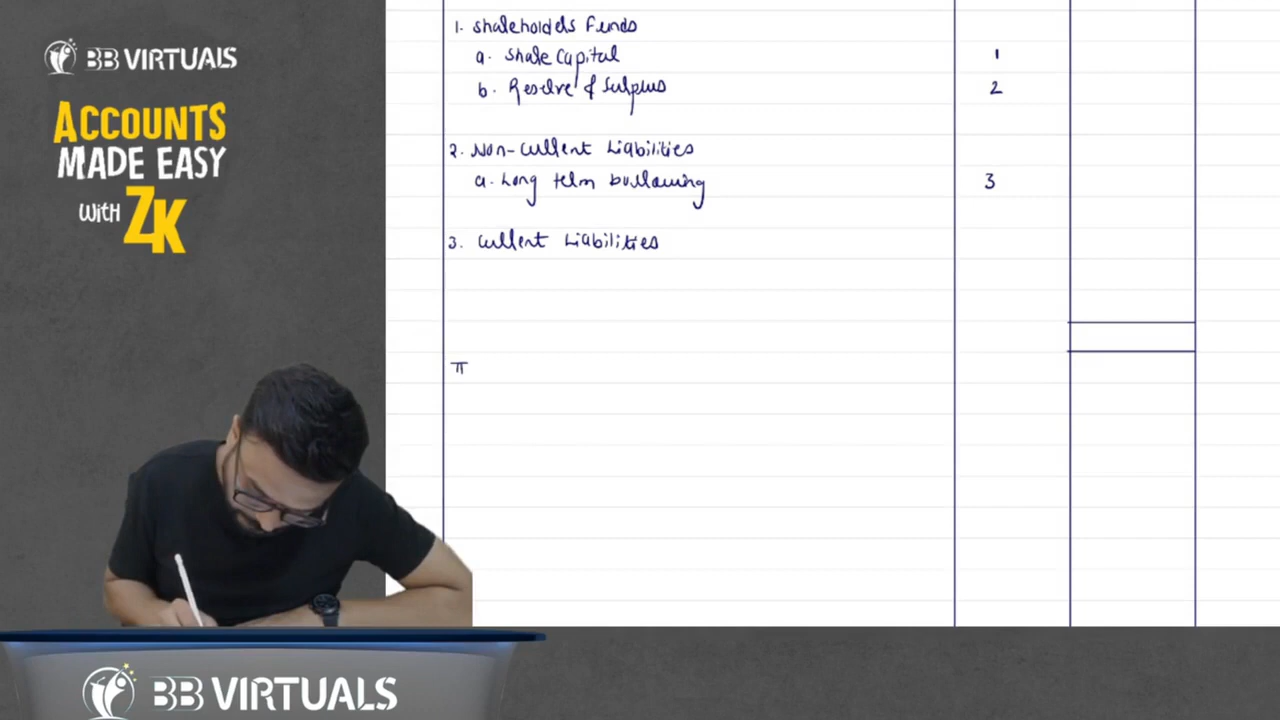 BB VIRTUALS
ACCOUNTS
MADE EASY
WITH ZK
1. Shareholders Funds
a. Share Capital 1
b. Reserve & Surplus 2
2. Non-current Liabilities
a. Long term borrowing 3
3. Current Liabilities
II
BB VIRTUALS